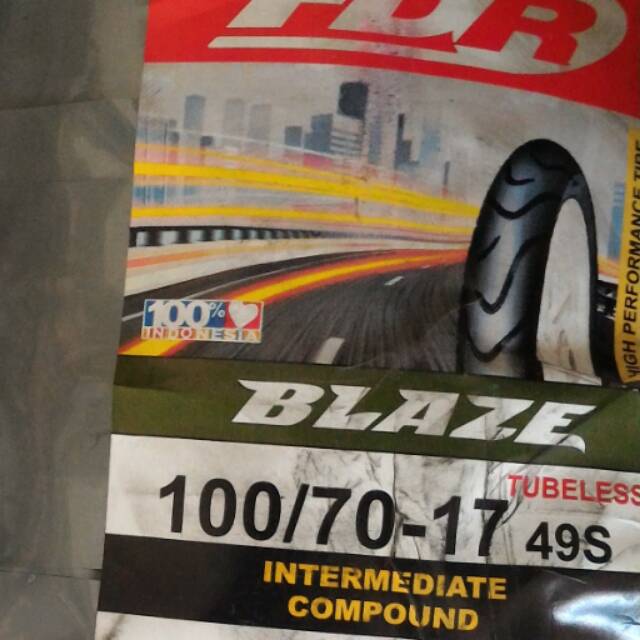 FDR
HIGH PERFORMANCE TIRE
100%
INDONESIA
BLAZE
TUBELESS
100/70-17 49S
INTERMEDIATE
COMPOUND